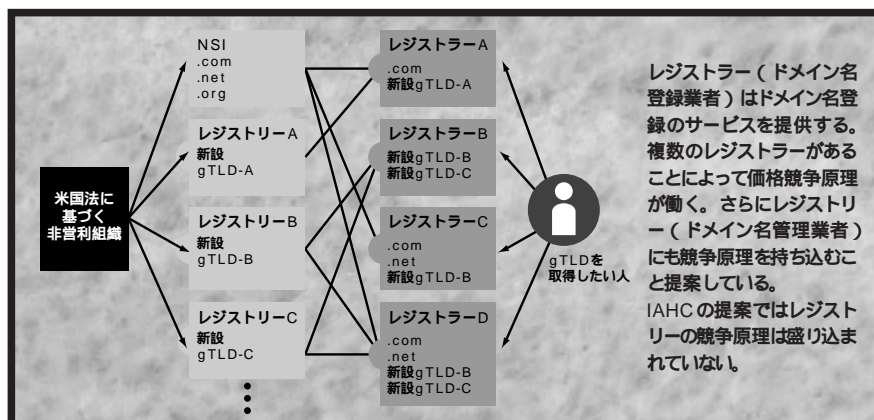 米国法に
基づく
非営利組織
NSI
.com
.net
.org
レジストリーA
新設
gTLD-A
レジストリーB
新設
gTLD-B
レジストリーC
新設
gTLD-C
レジストラーA
.com
新設gTLD-A
レジストラーB
新設gTLD-B
新設gTLD-C
レジストラーC
.com
.net
新設gTLD-B
レジストラーD
.com
.net
新設gTLD-B
新設gTLD-C
gTLDを
取得したい人
レジストラー(ドメイン名
登録業者)はドメイン名登
録のサービスを提供する。
複数のレジストラーがある
ことによって価格競争原理
が働く。さらにレジストリ
ー(ドメイン名管理業者)
にも競争原理を持ち込むこ
と提案している。
IAHCの提案ではレジスト
リーの競争原理は盛り込ま
れていない。